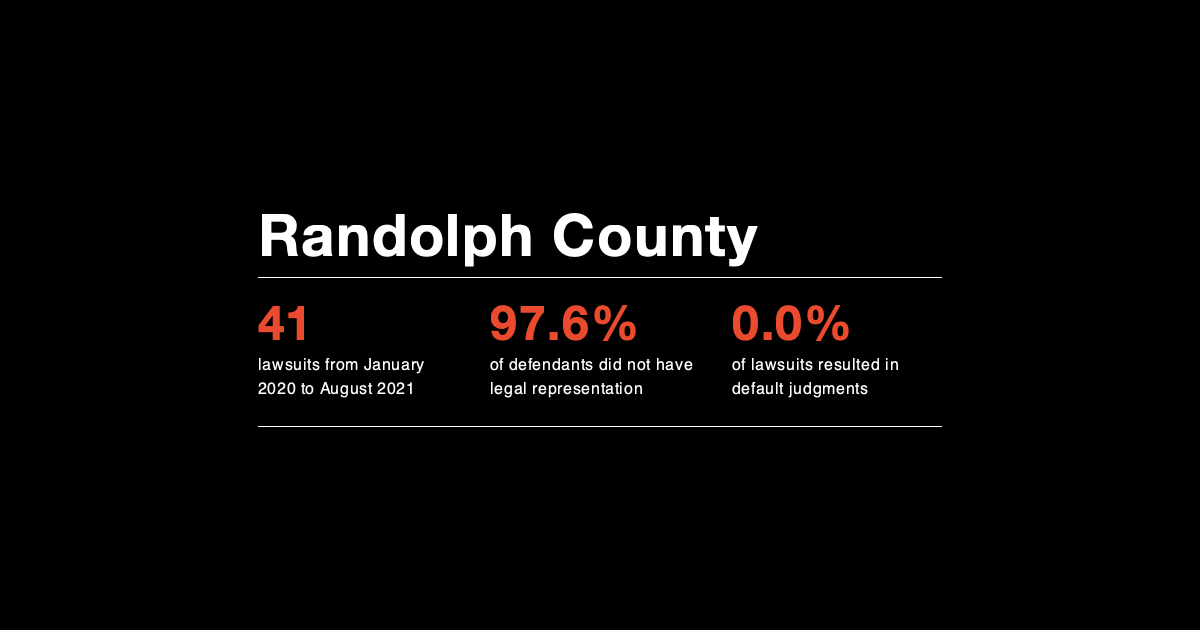 Randolph County
41
lawsuits from January
2020 to August 2021
97.6%
of defendants did not have
legal representation
0.0%
of lawsuits resulted in
default judgments